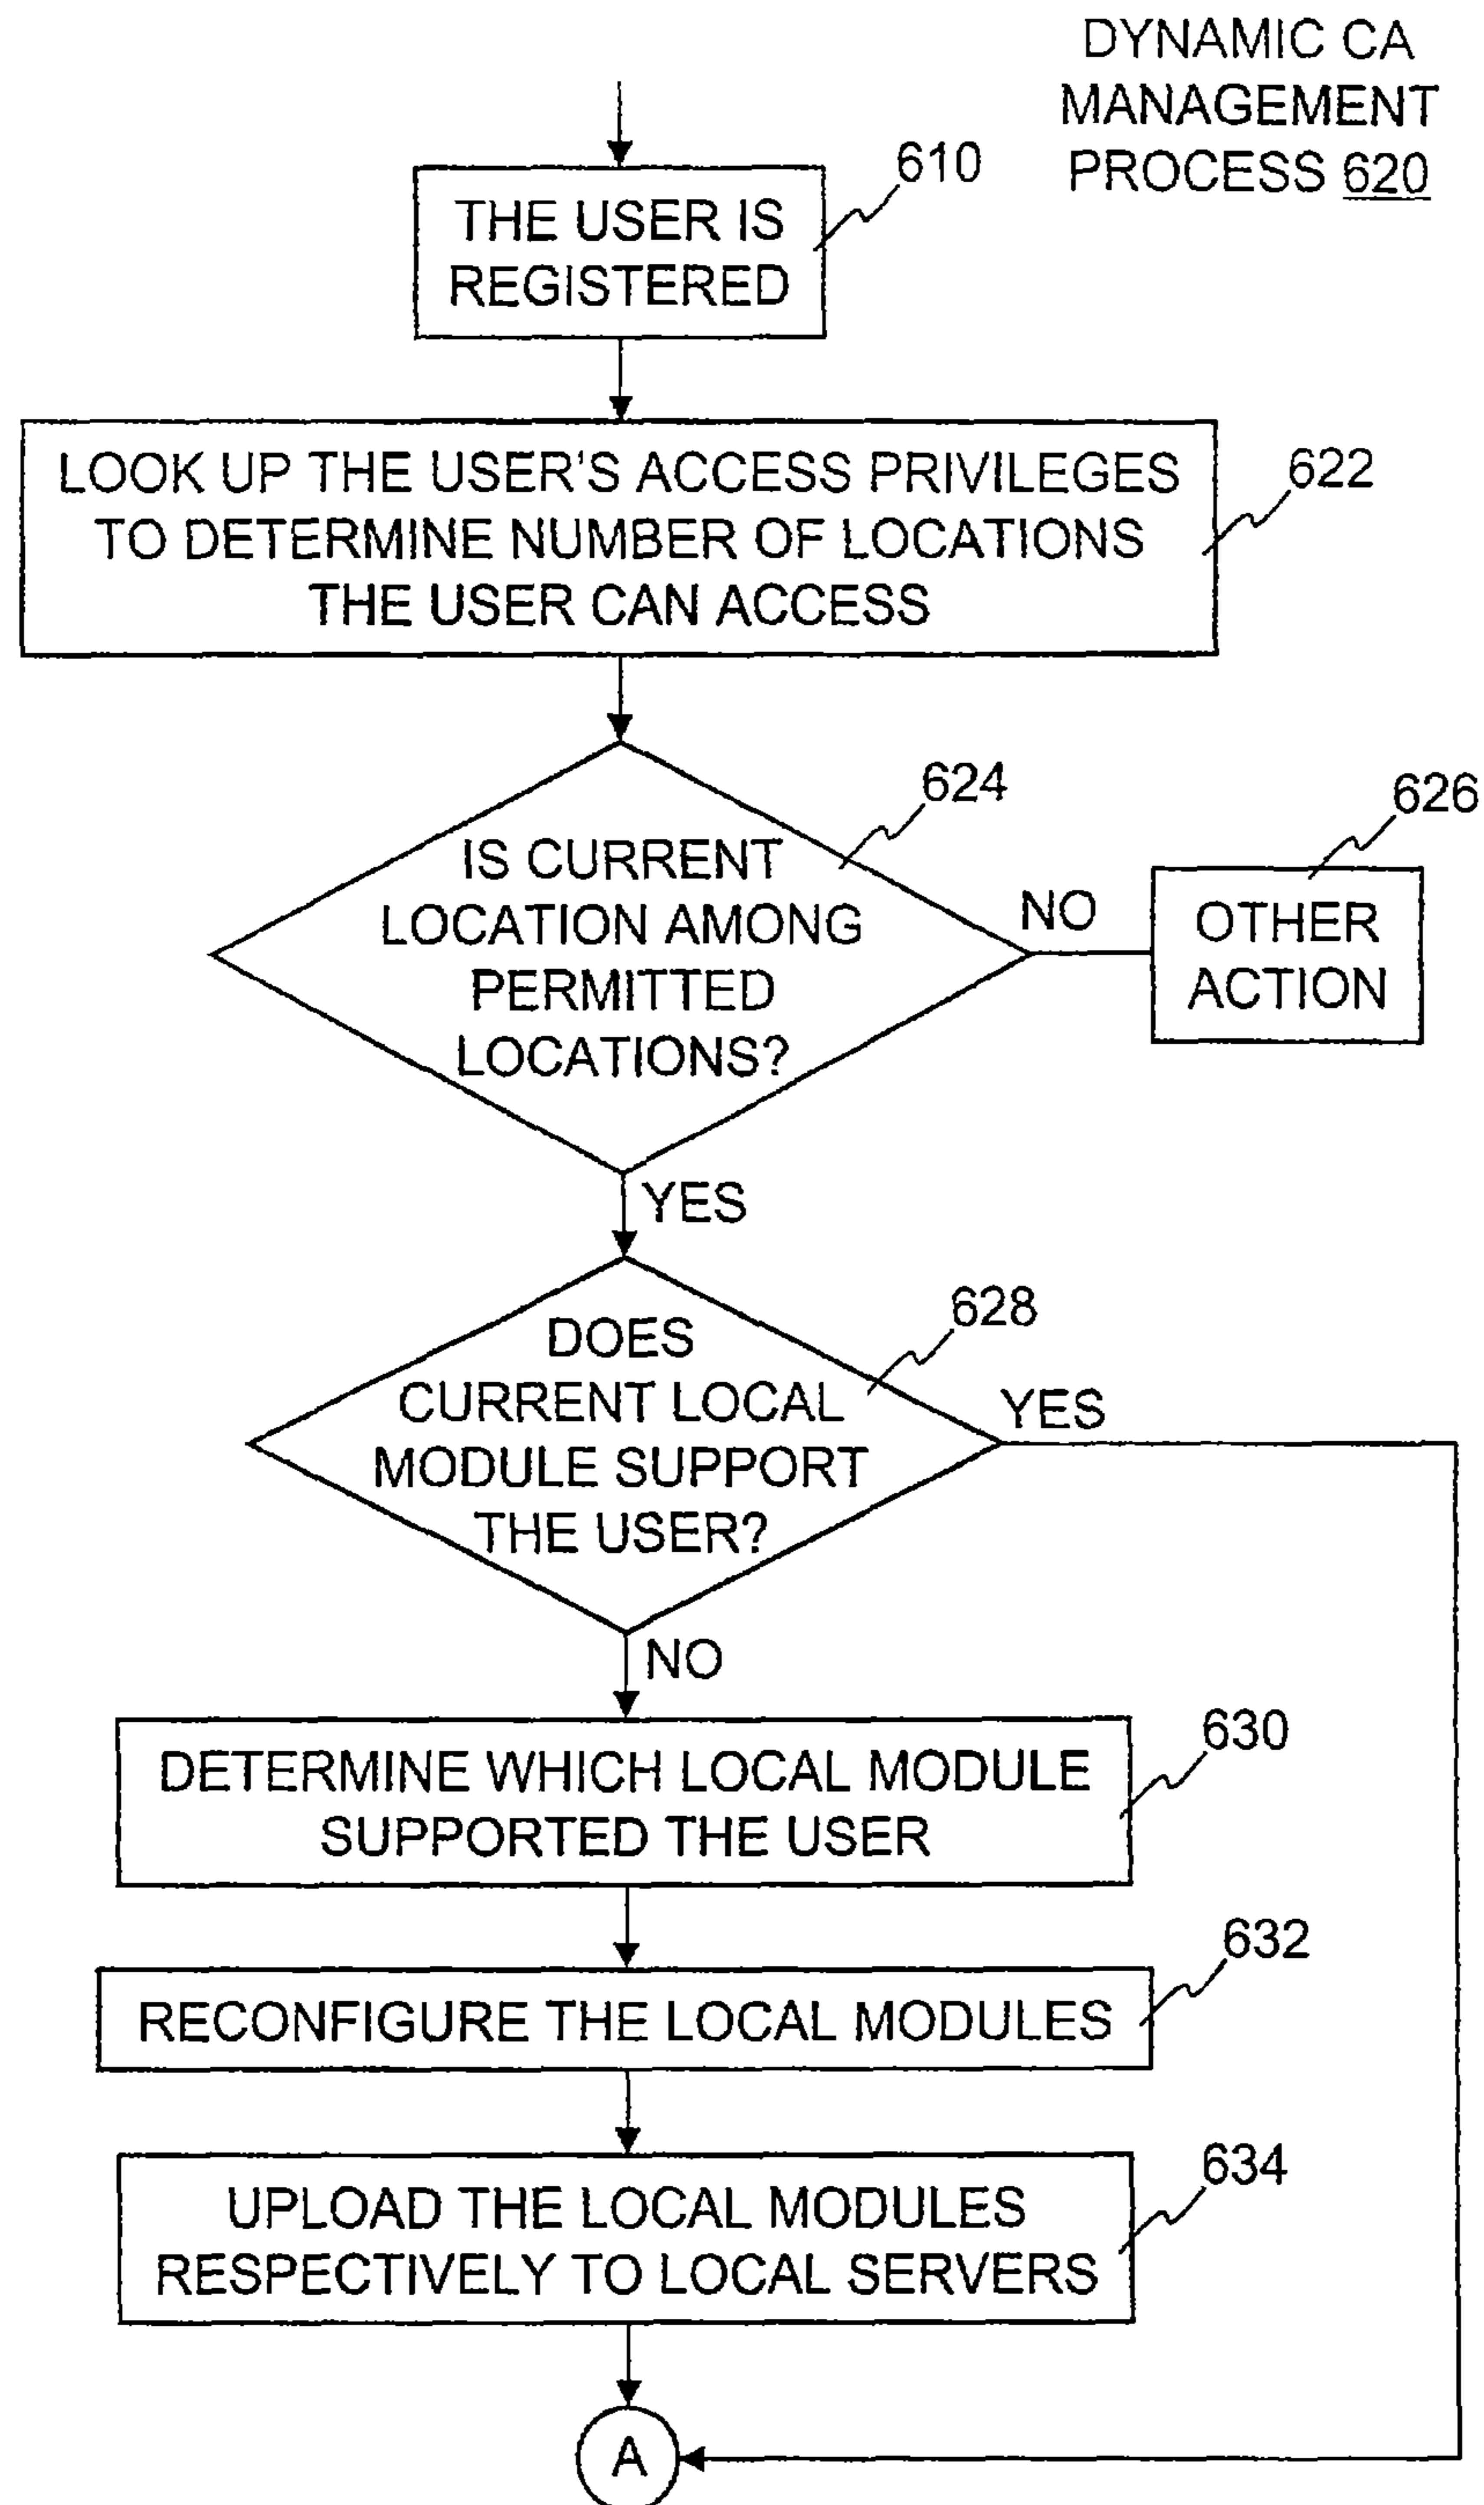 DYNAMIC CA
MANAGEMENT
PROCESS 620
610
THE USER IS
REGISTERED
622
LOOK UP THE USER'S ACCESS PRIVILEGES
TO DETERMINE NUMBER OF LOCATIONS
THE USER CAN ACCESS
624
IS CURRENT
LOCATION AMONG
PERMITTED
LOCATIONS?
NO
626
OTHER
ACTION
YES
628
DOES
CURRENT LOCAL
MODULE SUPPORT
THE USER?
YES
NO
630
DETERMINE WHICH LOCAL MODULE
SUPPORTED THE USER
632
RECONFIGURE THE LOCAL MODULES
634
UPLOAD THE LOCAL MODULES
RESPECTIVELY TO LOCAL SERVERS
A